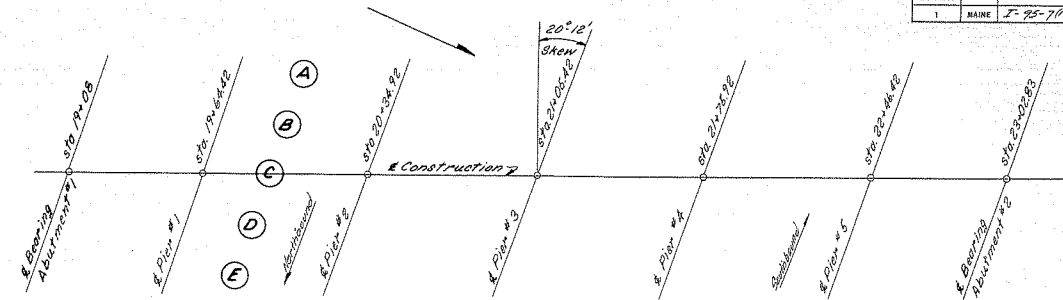 1 MAINE I-95-7(
20°12'
Skew
sta 19+08
sta. 19+64.42
sta. 20+34.92
sta. 21+05.42
sta. 21+75.92
sta. 22+46.42
sta. 23+02.83
A
B
C
D
E
℄ Construction
℄ Bearing
Abutment #1
℄ Pier #1
Northbound
℄ Pier #2
℄ Pier #3
℄ Pier #4
Southbound
℄ Pier #5
℄ Bearing
Abutment #2